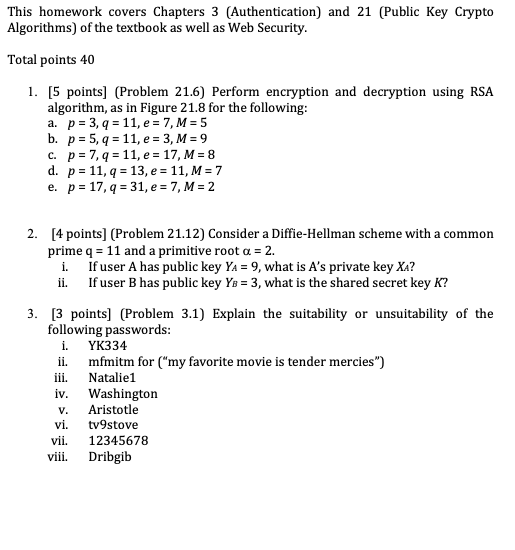 This homework covers Chapters 3 (Authentication) and 21 (Public Key Crypto
Algorithms) of the textbook as well as Web Security.
Total points 40
1. [5 points] (Problem 21.6) Perform encryption and decryption using RSA
algorithm, as in Figure 21.8 for the following:
a. p = 3, q = 11, e = 7, M = 5
b. p = 5, q = 11, e = 3, M = 9
c. p = 7, q = 11, e = 17, M = 8
d. p = 11, q = 13, e = 11, M = 7
e. p = 17, q = 31, e = 7, M = 2
2. [4 points] (Problem 21.12) Consider a Diffie-Hellman scheme with a common
prime q = 11 and a primitive root α = 2.
i. If user A has public key YA = 9, what is A's private key XA?
ii. If user B has public key YB = 3, what is the shared secret key K?
3. [3 points] (Problem 3.1) Explain the suitability or unsuitability of the
following passwords:
i. YK334
ii. mfmitm for ("my favorite movie is tender mercies")
iii. Natalie1
iv. Washington
v. Aristotle
vi. tv9stove
vii. 12345678
viii. Dribgib